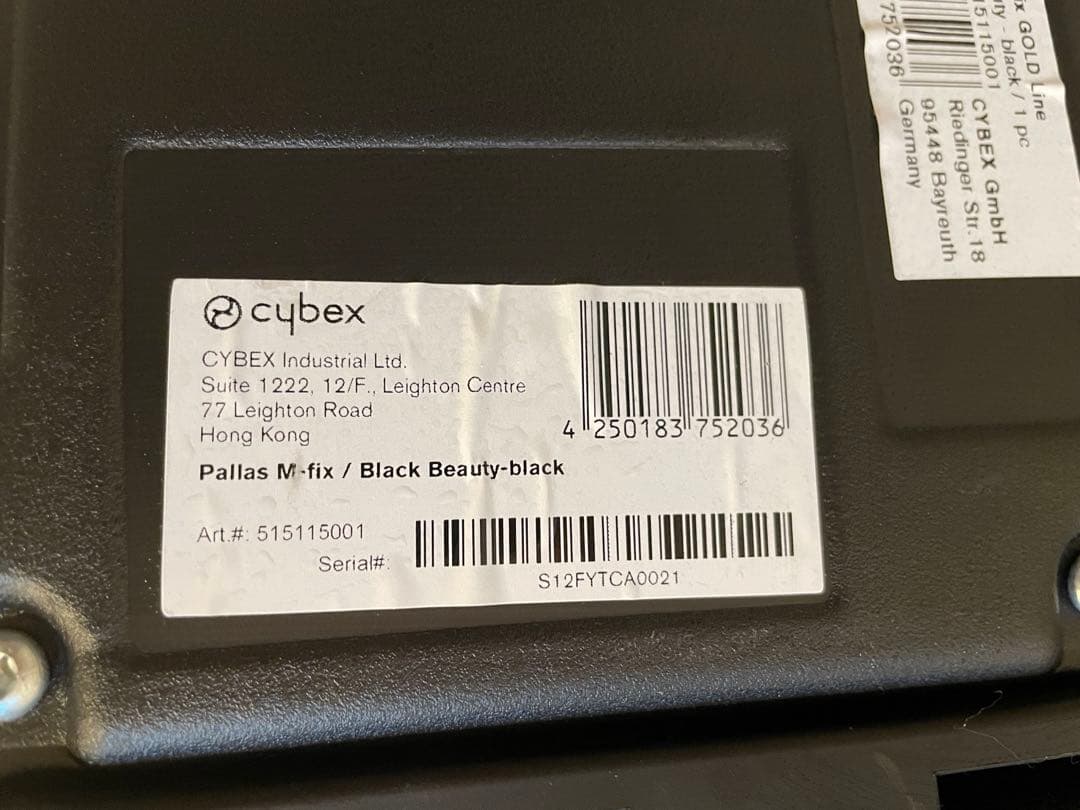 cybex
CYBEX Industrial Ltd.
Suite 1222, 12/F., Leighton Centre
77 Leighton Road
Hong Kong
4 250183 752036
Pallas M-fix / Black Beauty-black
Art.#: 515115001
Serial#:
S12FYTCA0021
GOLD Line
- black / 1 pc
5115001
752036
CYBEX GmbH
Riedinger Str.18
95448 Bayreuth
Germany